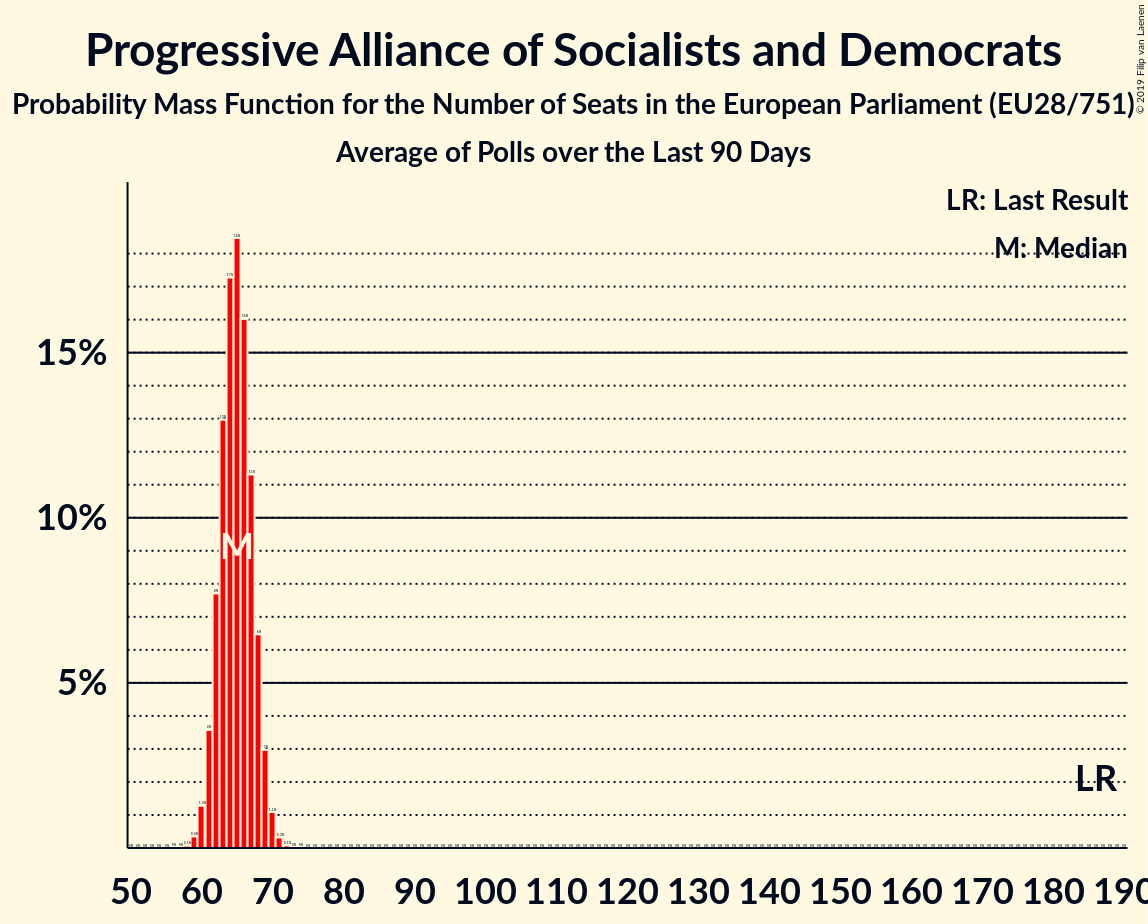 Progressive Alliance of Socialists and Democrats
Probability Mass Function for the Number of Seats in the European Parliament (EU28/751)
Average of Polls over the Last 90 Days
© 2019 Filip van Laenen
LR: Last Result
M: Median
15%
10%
5%
M
LR
50 60 70 80 90 100 110 120 130 140 150 160 170 180 190